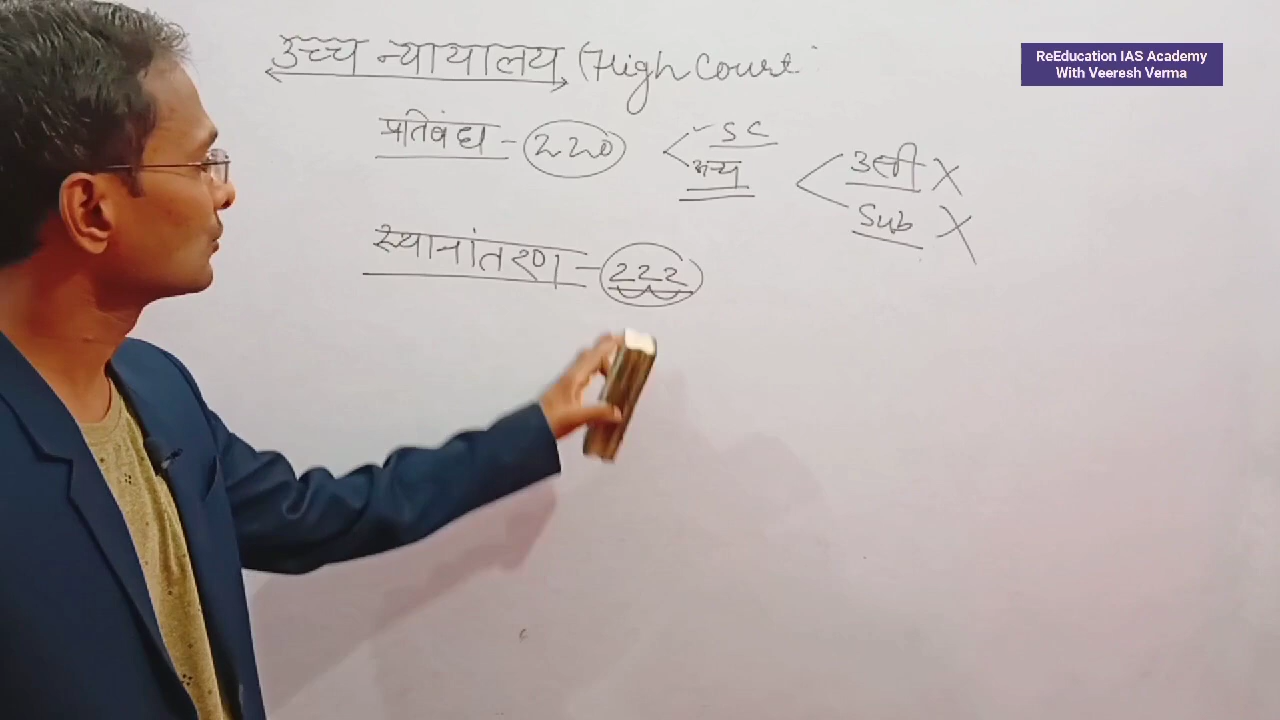 उच्च न्यायालय (High Court
प्रतिबंध - 220 SC
अन्य
उसी X
Sub X
स्थानांतरण - 222
ReEducation IAS Academy
With Veeresh Verma